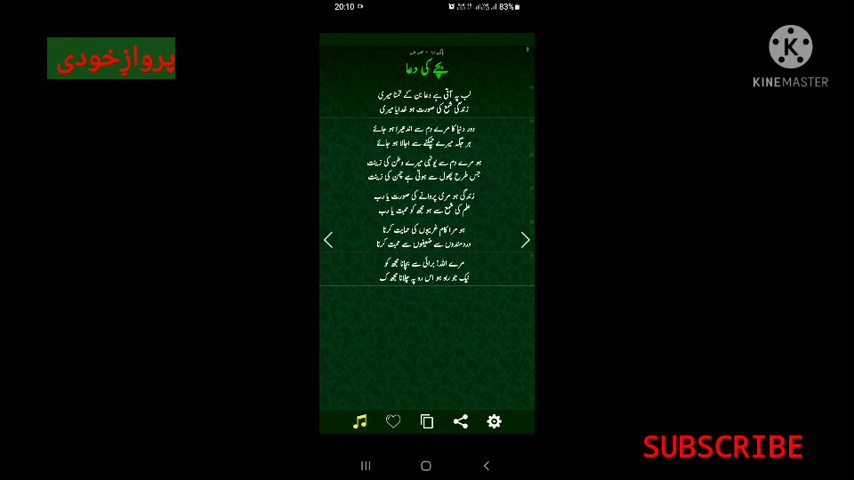 20:10
83%
پروازِ خودی
KINEMASTER
بچے کی دعا
لب پہ آتی ہے دعا بن کے تمنا میری
زندگی شمع کی صورت ہو خدایا میری
دور دنیا کا مرے دم سے اندھیرا ہو جائے
ہر جگہ میرے چمکنے سے اجالا ہو جائے
ہو مرے دم سے یونہی میرے وطن کی زینت
جس طرح پھول سے ہوتی ہے چمن کی زینت
زندگی ہو مری پروانے کی صورت یا رب
علم کی شمع سے ہو مجھ کو محبت یا رب
ہو مرا کام غریبوں کی حمایت کرنا
دردمندوں سے ضعیفوں سے محبت کرنا
مرے اللہ! برائی سے بچانا مجھ کو
نیک جو راہ ہو اس رہ پہ چلانا مجھ ک
SUBSCRIBE